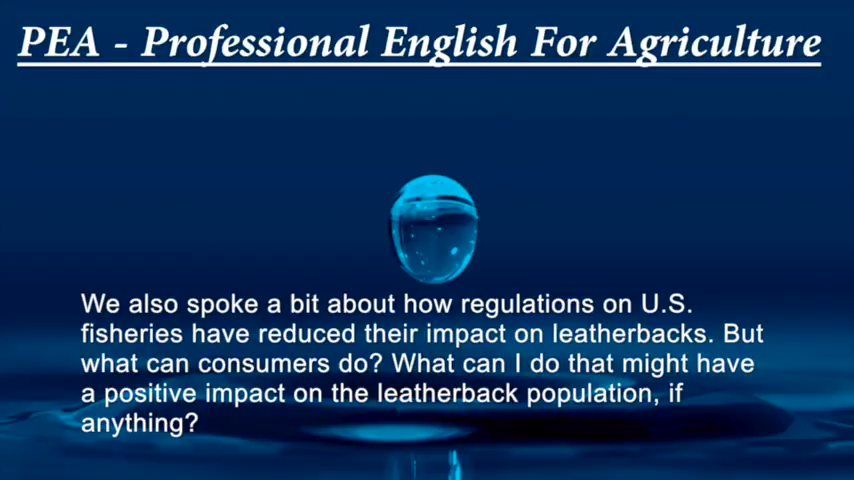 PEA - Professional English For Agriculture
We also spoke a bit about how regulations on U.S.
fisheries have reduced their impact on leatherbacks. But
what can consumers do? What can I do that might have
a positive impact on the leatherback population, if
anything?